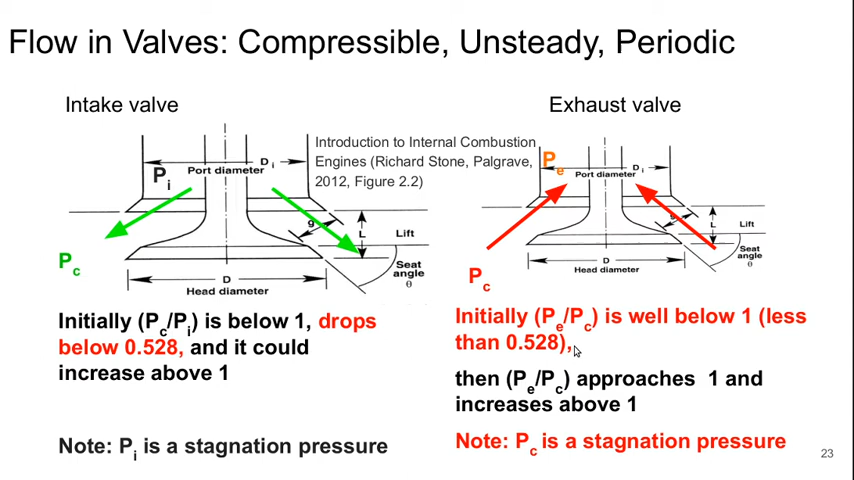 Flow in Valves: Compressible, Unsteady, Periodic
Intake valve
Introduction to Internal Combustion
Engines (Richard Stone, Palgrave,
2012, Figure 2.2)
Pi
Port diameter
Di
g
L
Lift
Pc
Seat
angle
θ
D
Head diameter
Initially (Pc/Pi) is below 1, drops
below 0.528, and it could
increase above 1
Note: Pi is a stagnation pressure
Exhaust valve
Pe
Di
Port diameter
g
L
Lift
Seat
angle
θ
D
Head diameter
Pc
Initially (Pe/Pc) is well below 1 (less
than 0.528),
then (Pe/Pc) approaches 1 and
increases above 1
Note: Pc is a stagnation pressure
23